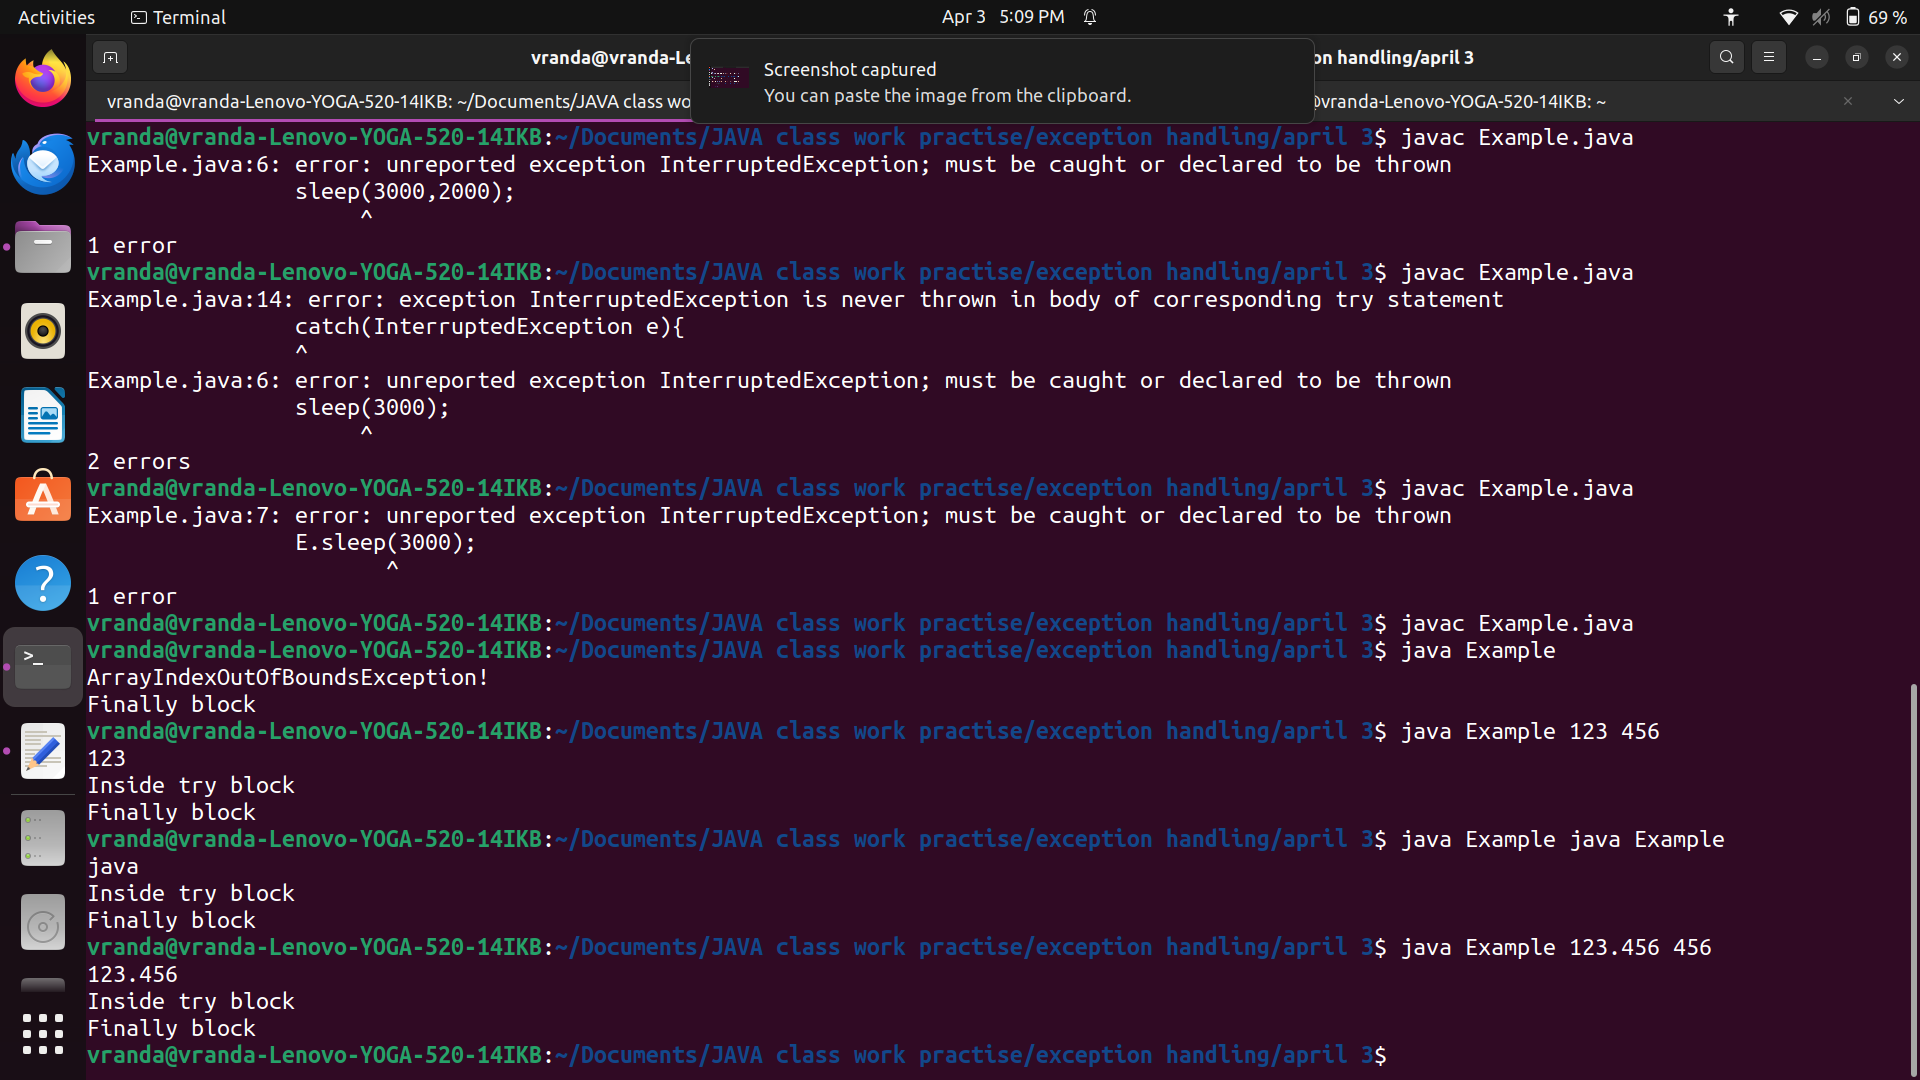 Activities
Terminal
Apr 3 5:09 PM
69 %
vranda@vranda-Le
on handling/april 3
Screenshot captured
You can paste the image from the clipboard.
vranda@vranda-Lenovo-YOGA-520-14IKB: ~/Documents/JAVA class wo
vranda-Lenovo-YOGA-520-14IKB: ~
vranda@vranda-Lenovo-YOGA-520-14IKB:~/Documents/JAVA class work practise/exception handling/april 3$ javac Example.java
Example.java:6: error: unreported exception InterruptedException; must be caught or declared to be thrown
sleep(3000,2000);
^
1 error
vranda@vranda-Lenovo-YOGA-520-14IKB:~/Documents/JAVA class work practise/exception handling/april 3$ javac Example.java
Example.java:14: error: exception InterruptedException is never thrown in body of corresponding try statement
catch(InterruptedException e){
^
Example.java:6: error: unreported exception InterruptedException; must be caught or declared to be thrown
sleep(3000);
^
2 errors
vranda@vranda-Lenovo-YOGA-520-14IKB:~/Documents/JAVA class work practise/exception handling/april 3$ javac Example.java
Example.java:7: error: unreported exception InterruptedException; must be caught or declared to be thrown
E.sleep(3000);
^
1 error
vranda@vranda-Lenovo-YOGA-520-14IKB:~/Documents/JAVA class work practise/exception handling/april 3$ javac Example.java
vranda@vranda-Lenovo-YOGA-520-14IKB:~/Documents/JAVA class work practise/exception handling/april 3$ java Example
ArrayIndexOutOfBoundsException!
Finally block
vranda@vranda-Lenovo-YOGA-520-14IKB:~/Documents/JAVA class work practise/exception handling/april 3$ java Example 123 456
123
Inside try block
Finally block
vranda@vranda-Lenovo-YOGA-520-14IKB:~/Documents/JAVA class work practise/exception handling/april 3$ java Example java Example
java
Inside try block
Finally block
vranda@vranda-Lenovo-YOGA-520-14IKB:~/Documents/JAVA class work practise/exception handling/april 3$ java Example 123.456 456
123.456
Inside try block
Finally block
vranda@vranda-Lenovo-YOGA-520-14IKB:~/Documents/JAVA class work practise/exception handling/april 3$